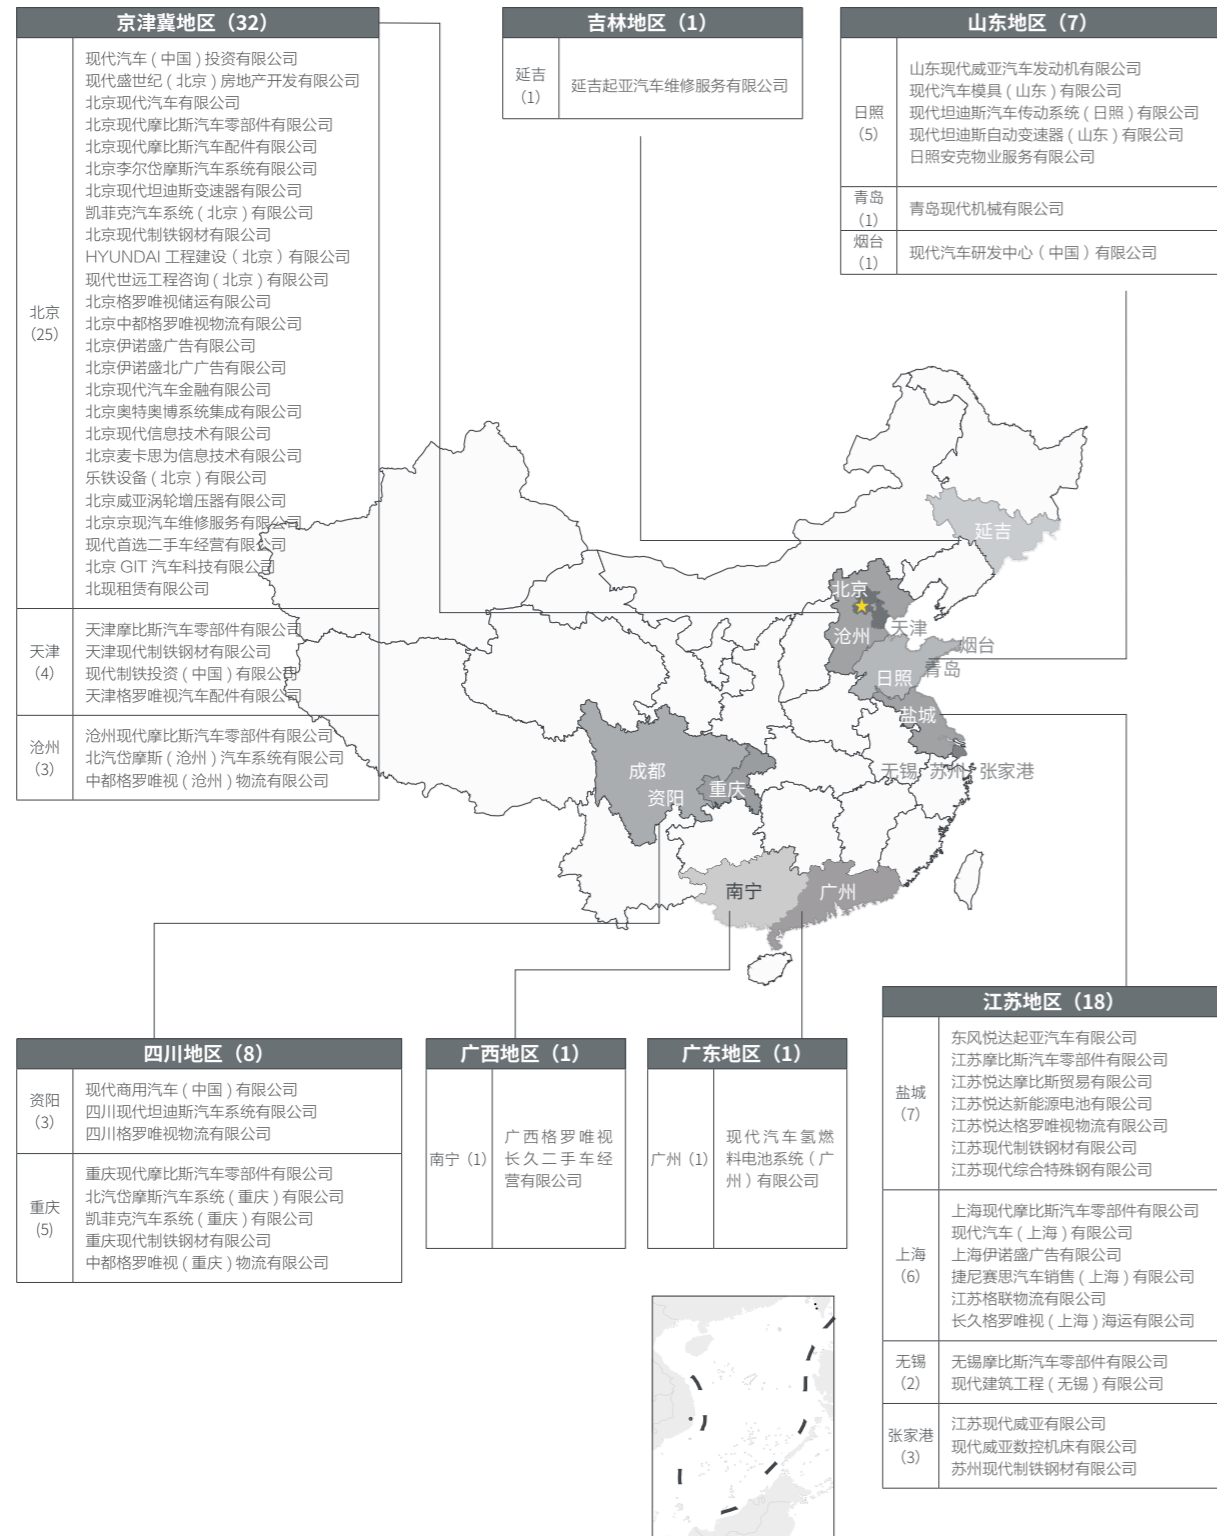 京津冀地区（32）
北京
（25）
现代汽车（中国）投资有限公司
现代盛世纪（北京）房地产开发有限公司
北京现代汽车有限公司
北京现代摩比斯汽车零部件有限公司
北京现代摩比斯汽车配件有限公司
北京李尔岱摩斯汽车系统有限公司
北京现代坦迪斯变速器有限公司
凯菲克汽车系统（北京）有限公司
北京现代制铁钢材有限公司
HYUNDAI 工程建设（北京）有限公司
现代世远工程咨询（北京）有限公司
北京格罗唯视储运有限公司
北京中都格罗唯视物流有限公司
北京伊诺盛广告有限公司
北京伊诺盛北广广告有限公司
北京现代汽车金融有限公司
北京奥特奥博系统集成有限公司
北京现代信息技术有限公司
北京麦卡思为信息技术有限公司
乐铁设备（北京）有限公司
北京威亚涡轮增压器有限公司
北京京现汽车维修服务有限公司
现代首选二手车经营有限公司
北京 GIT 汽车科技有限公司
北现租赁有限公司
天津
（4）
天津摩比斯汽车零部件有限公司
天津现代制铁钢材有限公司
现代制铁投资（中国）有限公司
天津格罗唯视汽车配件有限公司
沧州
（3）
沧州现代摩比斯汽车零部件有限公司
北汽岱摩斯（沧州）汽车系统有限公司
中都格罗唯视（沧州）物流有限公司
吉林地区（1）
延吉
（1）
延吉起亚汽车维修服务有限公司
山东地区（7）
日照
（5）
山东现代威亚汽车发动机有限公司
现代汽车模具（山东）有限公司
现代坦迪斯汽车传动系统（日照）有限公司
现代坦迪斯自动变速器（山东）有限公司
日照安克物业服务有限公司
青岛
（1）
青岛现代机械有限公司
烟台
（1）
现代汽车研发中心（中国）有限公司
延吉
北京
天津
沧州
烟台
青岛
日照
盐城
无锡 苏州 张家港
成都
资阳
重庆
南宁
广州
四川地区（8）
资阳
（3）
现代商用汽车（中国）有限公司
四川现代坦迪斯汽车系统有限公司
四川格罗唯视物流有限公司
重庆
(5)
重庆现代摩比斯汽车零部件有限公司
北汽岱摩斯汽车系统（重庆）有限公司
凯菲克汽车系统（重庆）有限公司
重庆现代制铁钢材有限公司
中都格罗唯视（重庆）物流有限公司
广西地区（1）
南宁（1）
广西格罗唯视
长久二手车经
营有限公司
广东地区（1）
广州（1）
现代汽车氢燃
料电池系统（广
州）有限公司
江苏地区（18）
盐城
（7）
东风悦达起亚汽车有限公司
江苏摩比斯汽车零部件有限公司
江苏悦达摩比斯贸易有限公司
江苏悦达新能源电池有限公司
江苏悦达格罗唯视物流有限公司
江苏现代制铁钢材有限公司
江苏现代综合特殊钢有限公司
上海
（6）
上海现代摩比斯汽车零部件有限公司
现代汽车（上海）有限公司
上海伊诺盛广告有限公司
捷尼赛思汽车销售（上海）有限公司
江苏格联物流有限公司
长久格罗唯视（上海）海运有限公司
无锡
（2）
无锡摩比斯汽车零部件有限公司
现代建筑工程（无锡）有限公司
张家港
（3）
江苏现代威亚有限公司
现代威亚数控机床有限公司
苏州现代制铁钢材有限公司